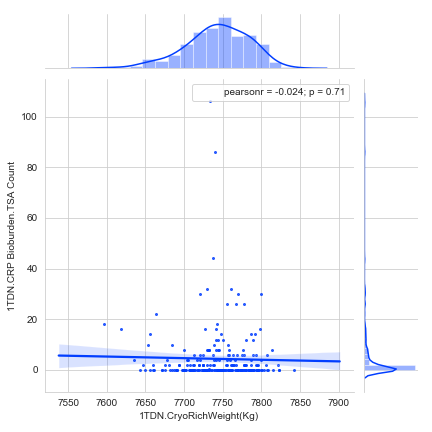 pearsonr = -0.024; p = 0.71
100
80
60
40
20
0
1TDN.CRP Bioburden.TSA Count
7550 7600 7650 7700 7750 7800 7850 7900
1TDN.CryoRichWeight(Kg)